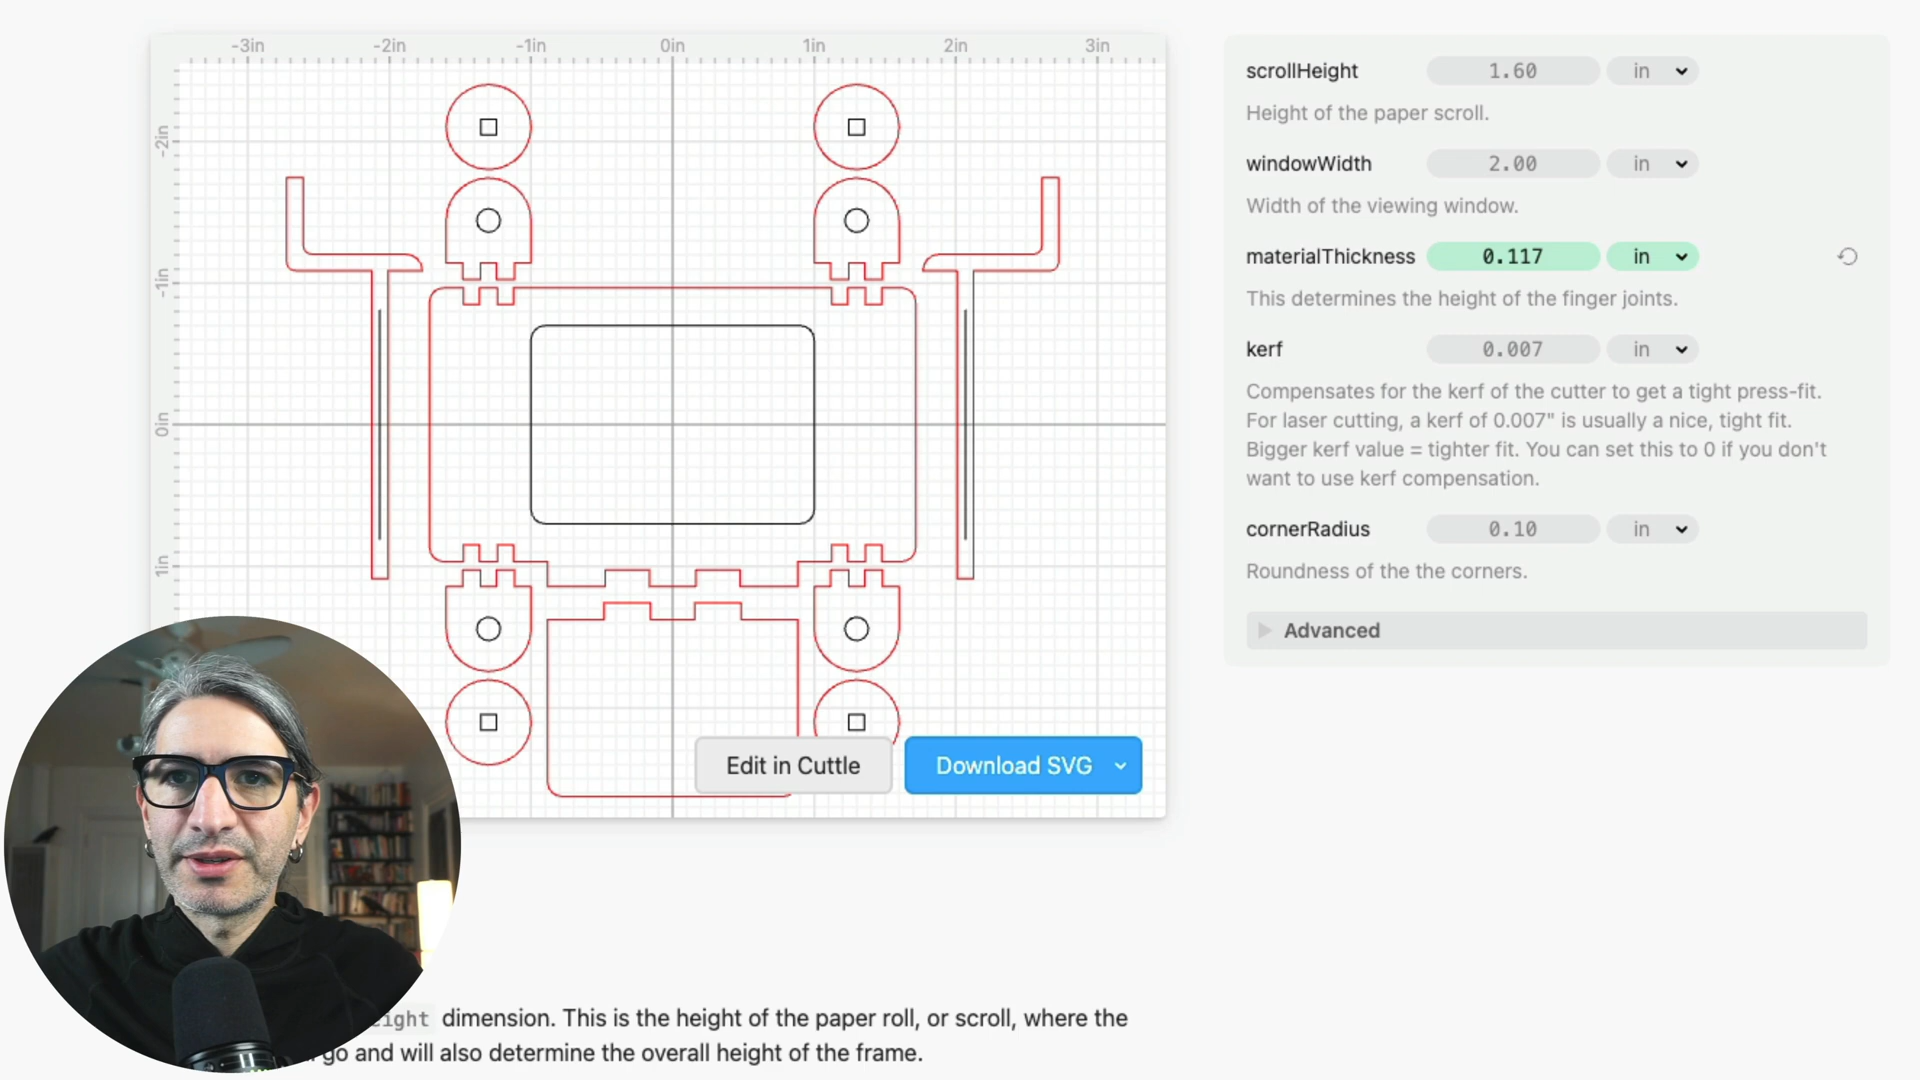 -3in -2in -1in 0in 1in 2in 3in
-2in
-1in
0in
1in
scrollHeight 1.60 in
Height of the paper scroll.
windowWidth 2.00 in
Width of the viewing window.
materialThickness 0.117 in
This determines the height of the finger joints.
kerf 0.007 in
Compensates for the kerf of the cutter to get a tight press-fit.
For laser cutting, a kerf of 0.007" is usually a nice, tight fit.
Bigger kerf value = tighter fit. You can set this to 0 if you don't
want to use kerf compensation.
cornerRadius 0.10 in
Roundness of the the corners.
Advanced
Edit in Cuttle Download SVG
dimension. This is the height of the paper roll, or scroll, where the
go and will also determine the overall height of the frame.